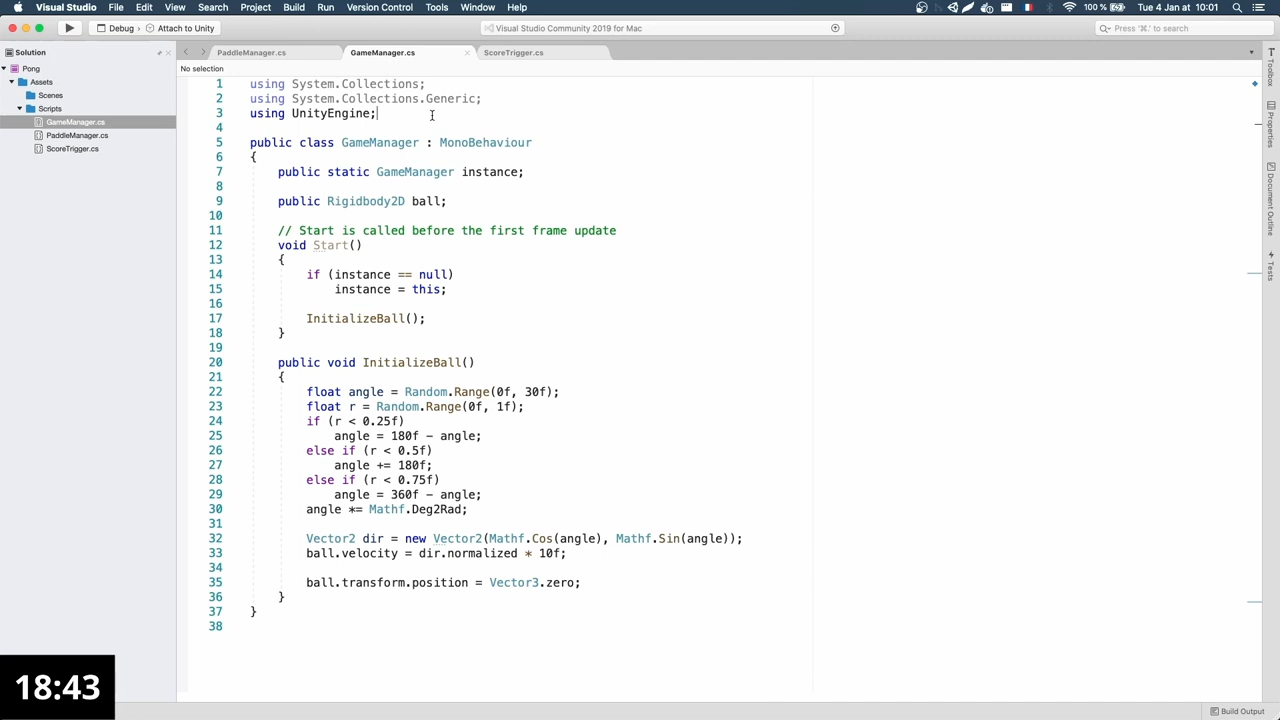 Visual Studio File Edit View Search Project Build Run Version Control Tools Window Help 100 % Tue 4 Jan at 10:01
Debug Attach to Unity Visual Studio Community 2019 for Mac Press ‘⌘.’ to search
Solution
PaddleManager.cs GameManager.cs ScoreTrigger.cs
No selection
Pong
Assets
Scenes
Scripts
GameManager.cs
PaddleManager.cs
ScoreTrigger.cs
1 using System.Collections;
2 using System.Collections.Generic;
3 using UnityEngine;
4
5 public class GameManager : MonoBehaviour
6 {
7 public static GameManager instance;
8
9 public Rigidbody2D ball;
10
11 // Start is called before the first frame update
12 void Start()
13 {
14 if (instance == null)
15 instance = this;
16
17 InitializeBall();
18 }
19
20 public void InitializeBall()
21 {
22 float angle = Random.Range(0f, 30f);
23 float r = Random.Range(0f, 1f);
24 if (r < 0.25f)
25 angle = 180f - angle;
26 else if (r < 0.5f)
27 angle += 180f;
28 else if (r < 0.75f)
29 angle = 360f - angle;
30 angle *= Mathf.Deg2Rad;
31
32 Vector2 dir = new Vector2(Mathf.Cos(angle), Mathf.Sin(angle));
33 ball.velocity = dir.normalized * 10f;
34
35 ball.transform.position = Vector3.zero;
36 }
37 }
38
Toolbox
Properties
Document Outline
Tests
18:43
Build Output